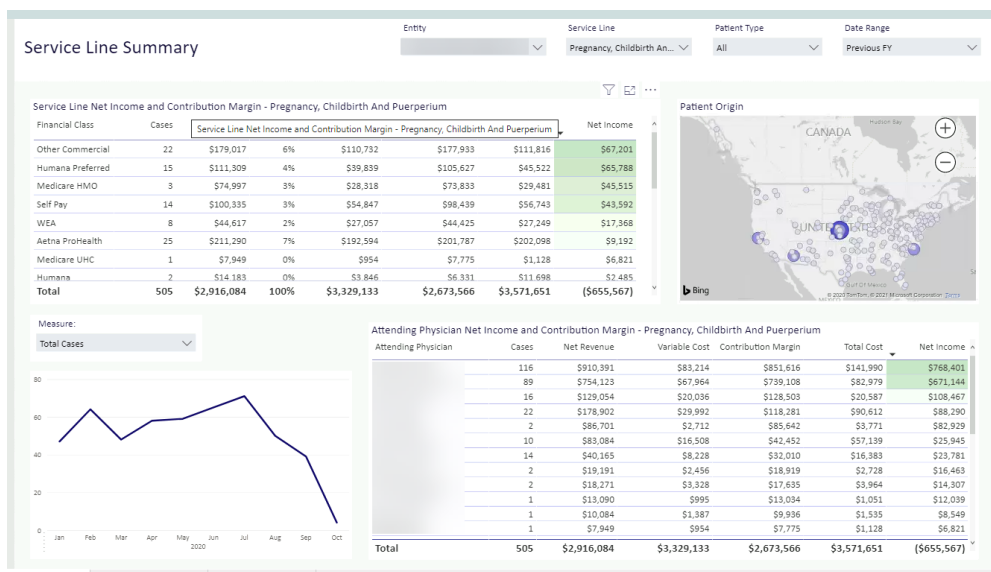 Service Line Summary
Entity
Service Line
Patient Type
Date Range
Pregnancy, Childbirth An...
All
Previous FY
Service Line Net Income and Contribution Margin - Pregnancy, Childbirth And Puerperium
Financial Class Cases Net Income
Service Line Net Income and Contribution Margin - Pregnancy, Childbirth And Puerperium
Other Commercial 22 $179,017 6% $110,732 $177,933 $111,816 $67,201
Humana Preferred 15 $111,309 4% $39,839 $105,627 $45,522 $65,788
Medicare HMO 3 $74,997 3% $28,318 $73,833 $29,481 $45,515
Self Pay 14 $100,335 3% $54,847 $98,439 $56,743 $43,592
WEA 8 $44,617 2% $27,057 $44,425 $27,249 $17,368
Aetna ProHealth 25 $211,290 7% $192,594 $201,787 $202,098 $9,192
Medicare UHC 1 $7,949 0% $954 $7,775 $1,128 $6,821
Humana 2 $14,183 0% $3,846 $6,331 $11,698 $2,485
Total 505 $2,916,084 100% $3,329,133 $2,673,566 $3,571,651 ($655,567)
Patient Origin
CANADA
Hudson Bay
UNITED STATES
Gulf Of Mexico
Bing
© 2020 TomTom, © 2021 Microsoft Corporation Terms
Measure:
Total Cases
80
60
40
20
0
Jan Feb Mar Apr May Jun Jul Aug Sep Oct
2020
Attending Physician Net Income and Contribution Margin - Pregnancy, Childbirth And Puerperium
Attending Physician Cases Net Revenue Variable Cost Contribution Margin Total Cost Net Income
116 $910,391 $83,214 $851,616 $141,990 $768,401
89 $754,123 $67,964 $739,108 $82,979 $671,144
16 $129,054 $20,036 $128,503 $20,587 $108,467
22 $178,902 $29,992 $118,281 $90,612 $88,290
2 $86,701 $2,712 $85,642 $3,771 $82,929
10 $83,084 $16,508 $42,452 $57,139 $25,945
14 $40,165 $8,228 $32,010 $16,383 $23,781
2 $19,191 $2,456 $18,919 $2,728 $16,463
2 $18,271 $3,328 $17,635 $3,964 $14,307
1 $13,090 $995 $13,034 $1,051 $12,039
1 $10,084 $1,387 $9,936 $1,535 $8,549
1 $7,949 $954 $7,775 $1,128 $6,821
Total 505 $2,916,084 $3,329,133 $2,673,566 $3,571,651 ($655,567)